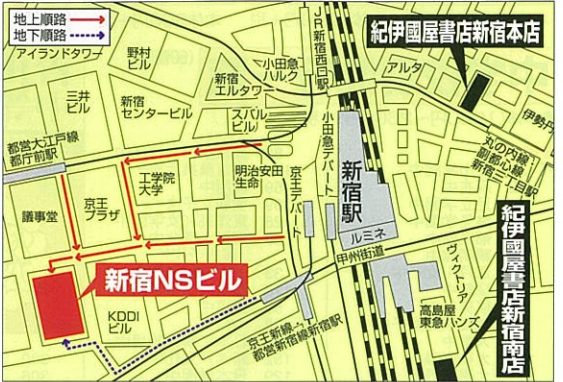 地上順路
地下順路
アイランドタワー
野村
ビル
小田急
ハルク
JR新宿西口駅
紀伊國屋書店新宿本店
アルタ
三井
ビル
新宿
センタービル
新宿
エルタワー
スバル
ビル
小田急デパート
伊勢丹
都営大江戸線
都庁前駅
丸の内線・
副都心線
新宿三丁目駅
工学院
大学
明治安田
生命
京王デパート
新宿駅
議事堂
京王
プラザ
ルミネ
甲州街道
紀伊國屋書店新宿南店
新宿NSビル
ヴィクトリア
KDDI
ビル
高島屋
東急ハンズ
京王新線・
都営新宿線新宿駅